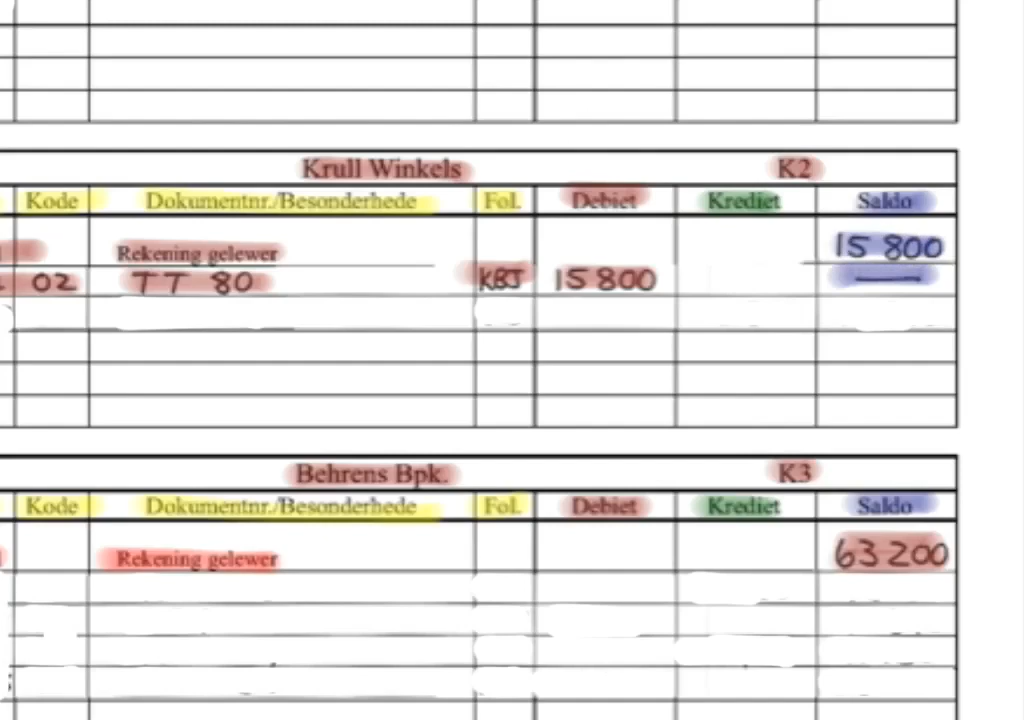 Krull Winkels K2
Kode Dokumentnr./Besonderhede Fol. Debiet Krediet Saldo
Rekening gelewer 15 800
02 TT 80 KBJ 15 800 —
Behrens Bpk. K3
Kode Dokumentnr./Besonderhede Fol. Debiet Krediet Saldo
Rekening gelewer 63 200